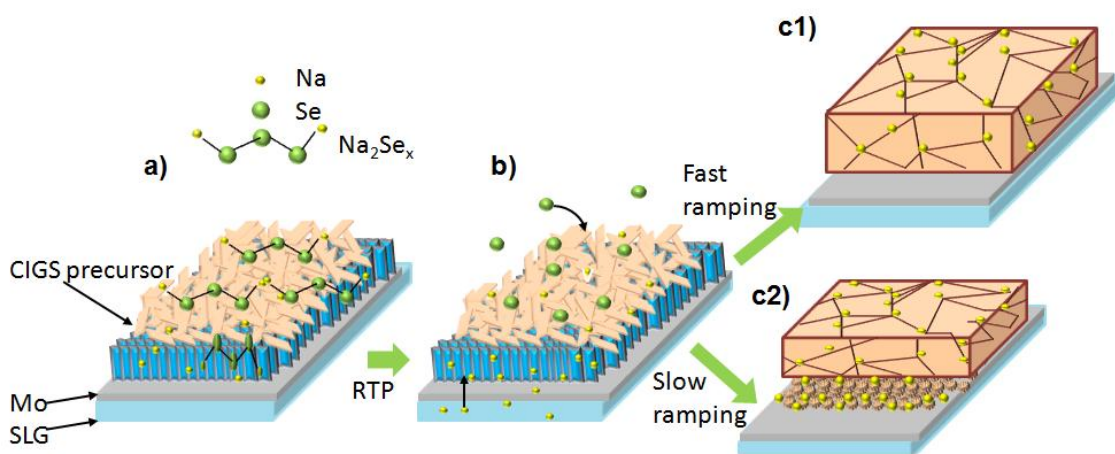 Na
Se
Na₂Seₓ
a)
b)
c1)
CIGS precursor
Mo
SLG
RTP
Fast
ramping
c2)
Slow
ramping